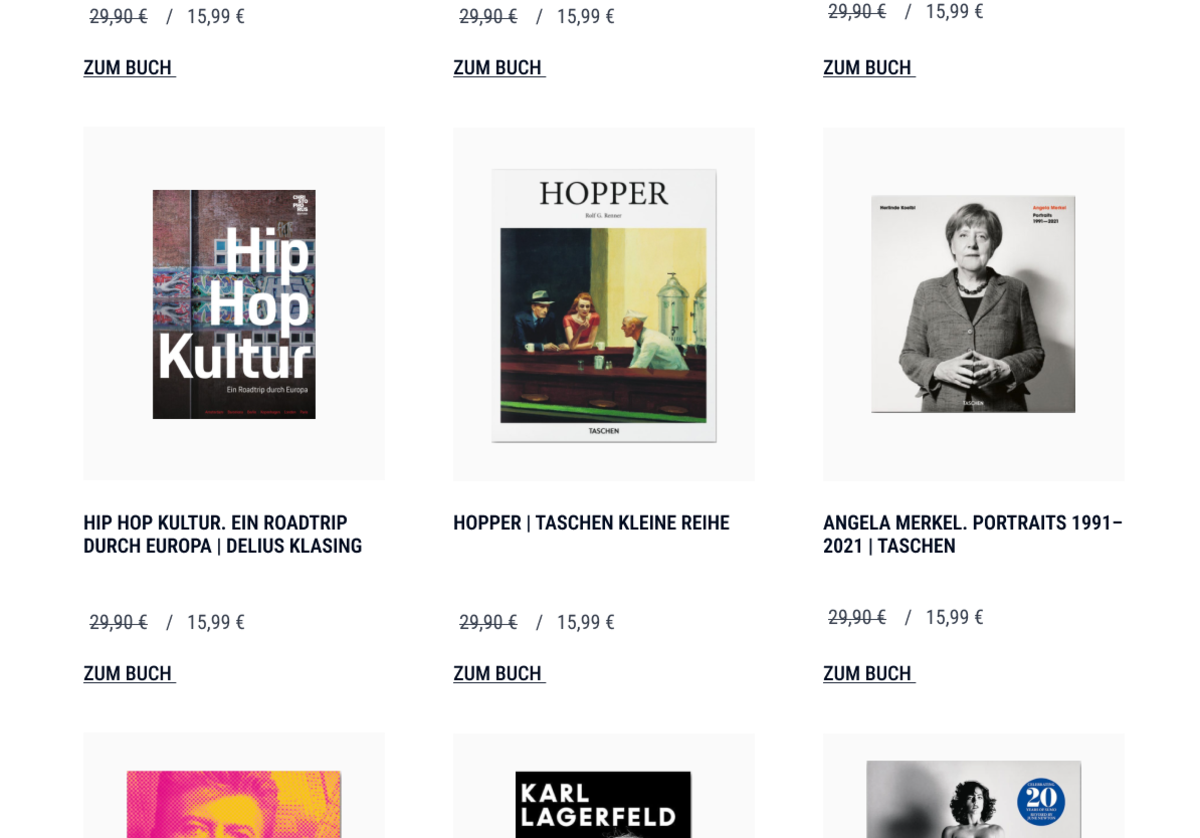 29,90 € / 15,99 €
29,90 € / 15,99 €
29,90 € / 15,99 €
ZUM BUCH
ZUM BUCH
ZUM BUCH
Hip
Hop
Kultur
Ein Roadtrip durch Europa
HOPPER
Rolf G. Renner
TASCHEN
Herlinde Koelbl
Angela Merkel
Portraits
1991—2021
TASCHEN
HIP HOP KULTUR. EIN ROADTRIP
DURCH EUROPA | DELIUS KLASING
HOPPER | TASCHEN KLEINE REIHE
ANGELA MERKEL. PORTRAITS 1991–
2021 | TASCHEN
29,90 € / 15,99 €
29,90 € / 15,99 €
29,90 € / 15,99 €
ZUM BUCH
ZUM BUCH
ZUM BUCH
KARL
LAGERFELD
20